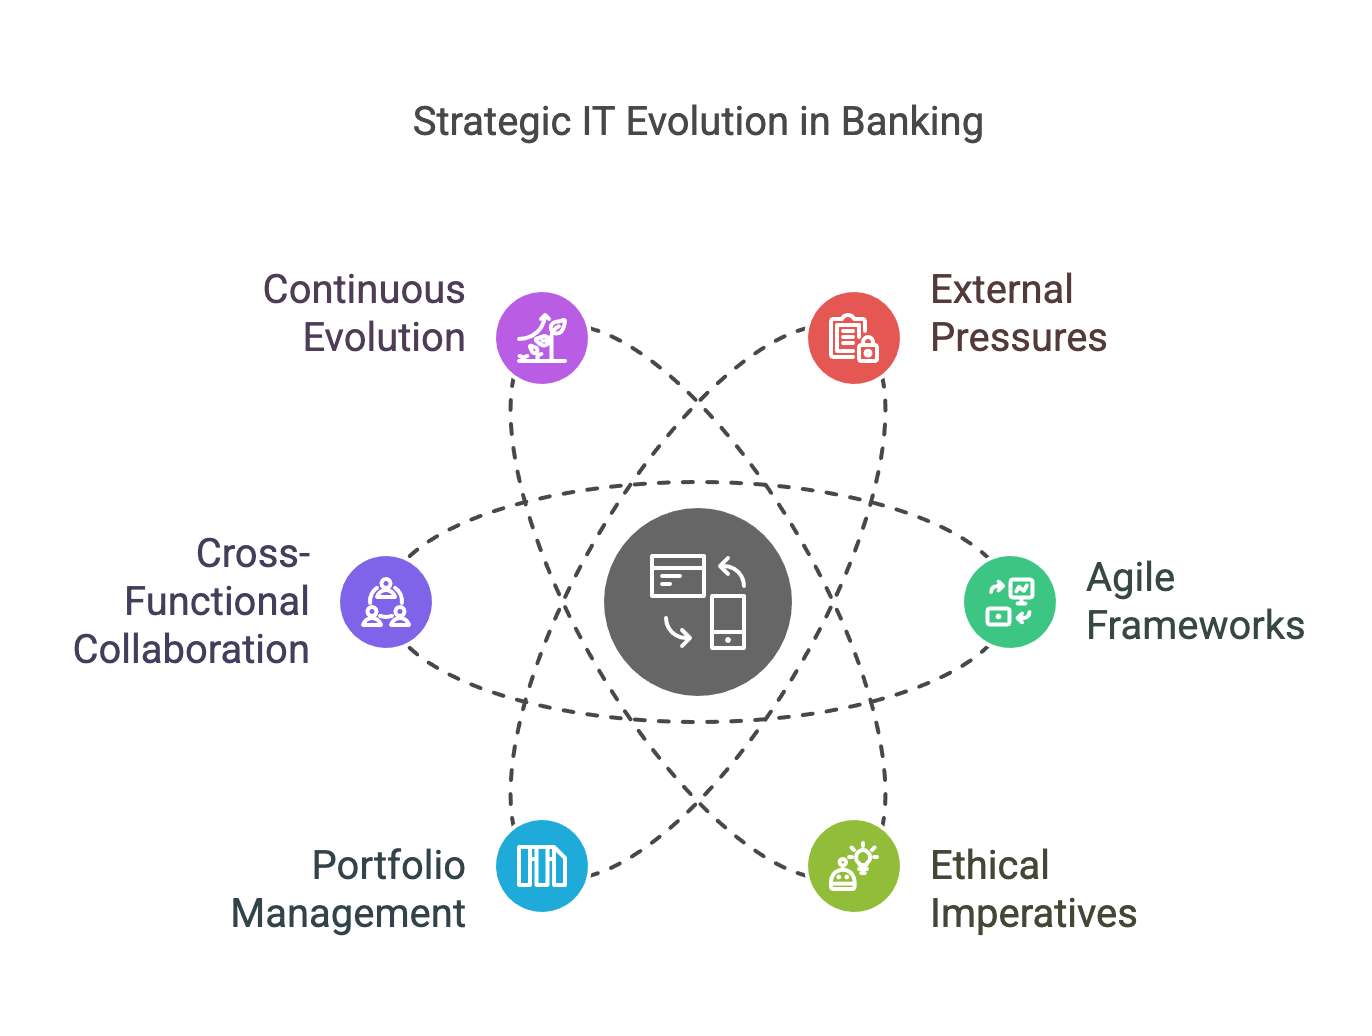 Strategic IT Evolution in Banking
Continuous
Evolution
External
Pressures
Cross-
Functional
Collaboration
Agile
Frameworks
Portfolio
Management
Ethical
Imperatives